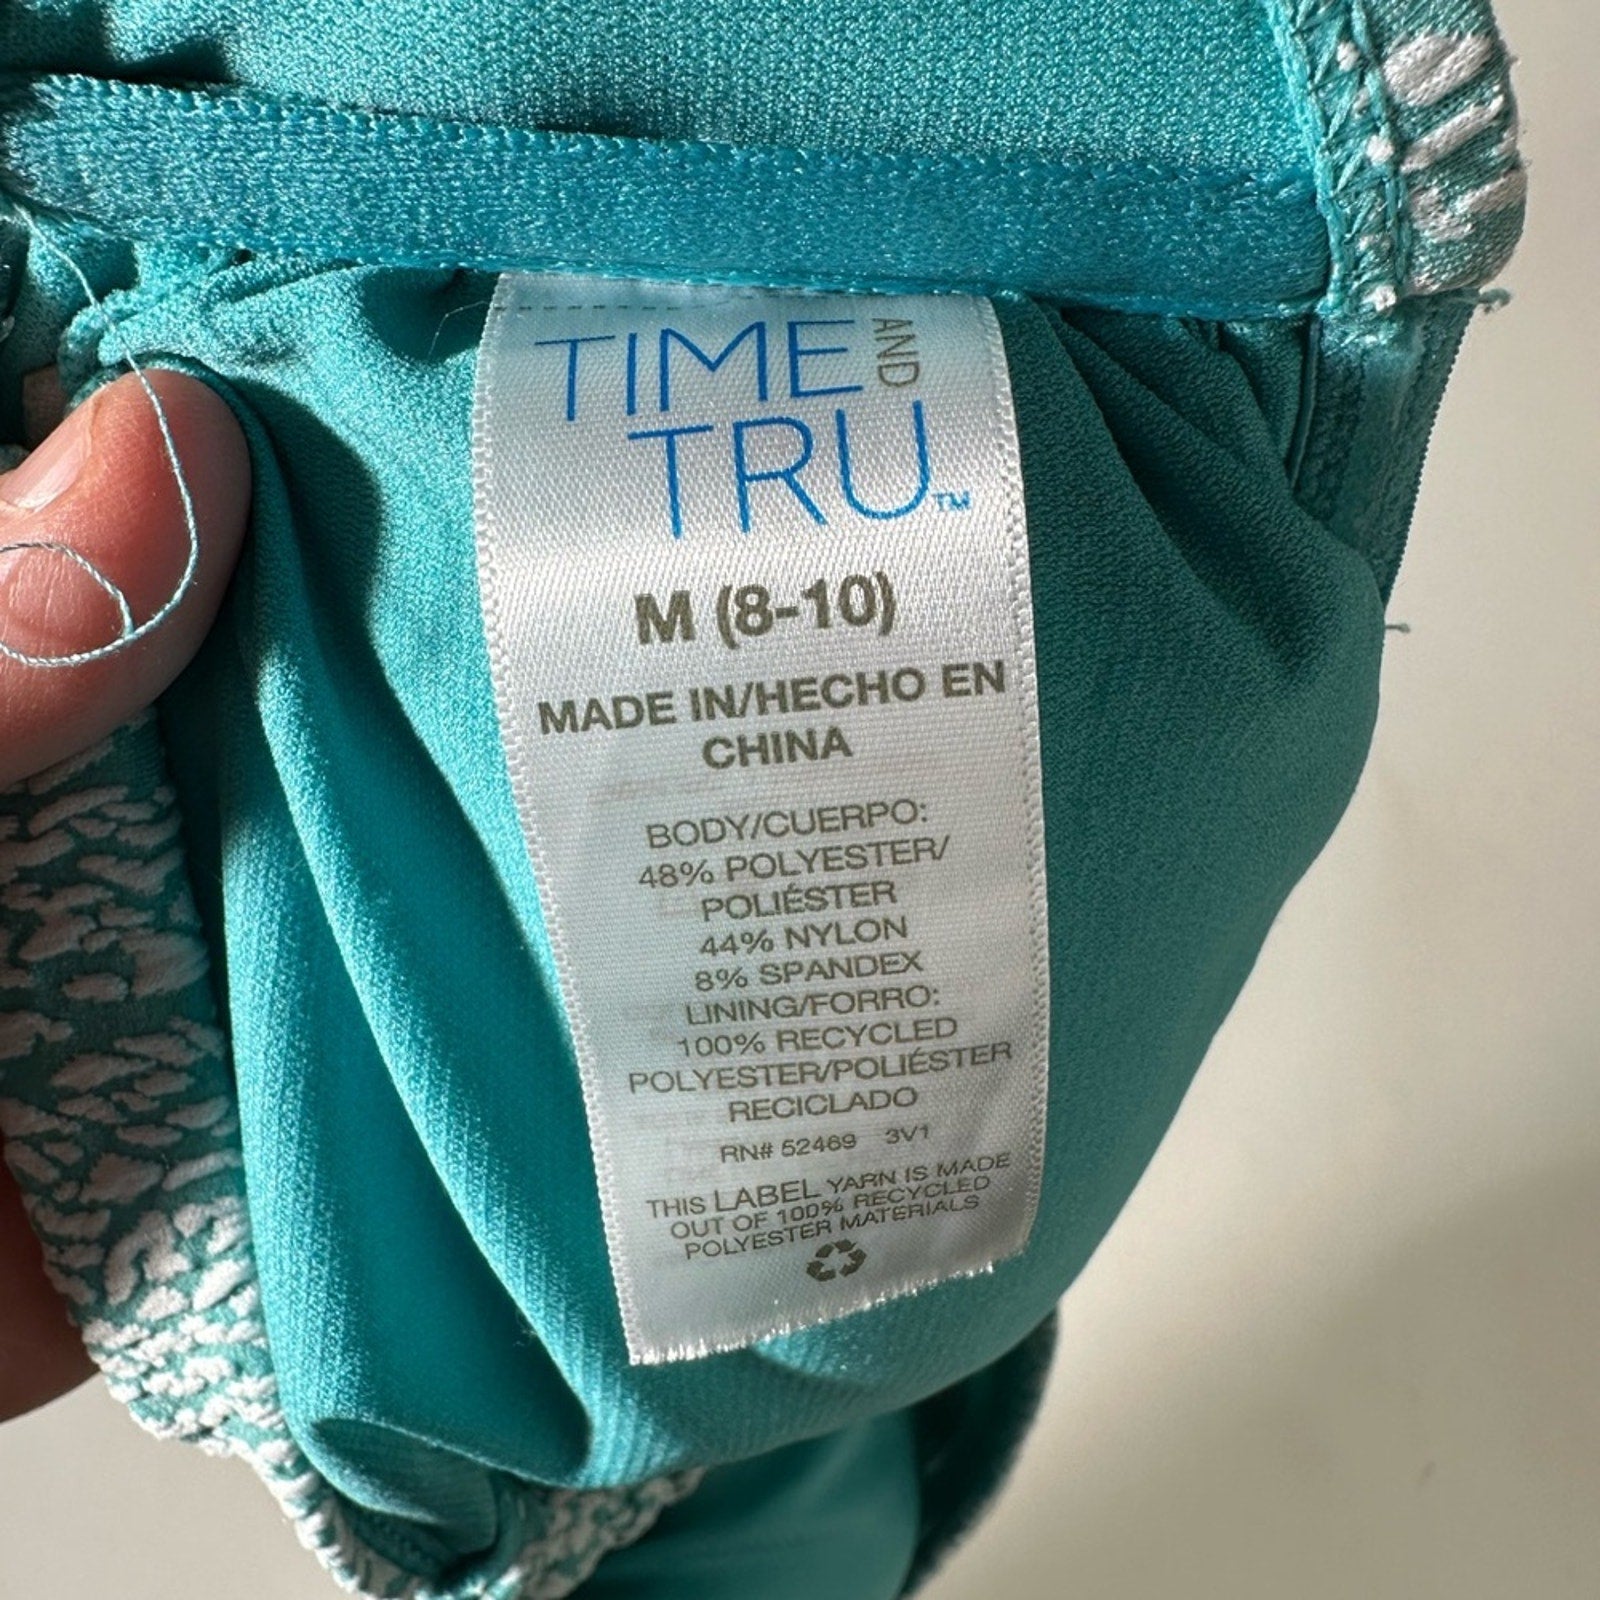 TIME AND
TRU™
M (8-10)
MADE IN/HECHO EN
CHINA
BODY/CUERPO:
48% POLYESTER/
POLIÉSTER
44% NYLON
8% SPANDEX
LINING/FORRO:
100% RECYCLED
POLYESTER/POLIÉSTER
RECICLADO
RN# 52469 3V1
THIS LABEL YARN IS MADE
OUT OF 100% RECYCLED
POLYESTER MATERIALS